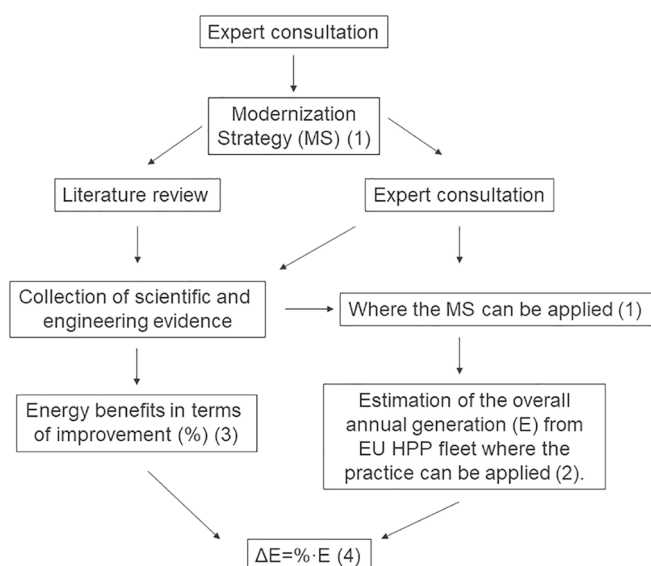 Expert consultation
Modernization
Strategy (MS) (1)
Literature review
Expert consultation
Collection of scientific and
engineering evidence
Where the MS can be applied (1)
Energy benefits in terms
of improvement (%) (3)
Estimation of the overall
annual generation (E) from
EU HPP fleet where the
practice can be applied (2).
ΔE=%·E (4)